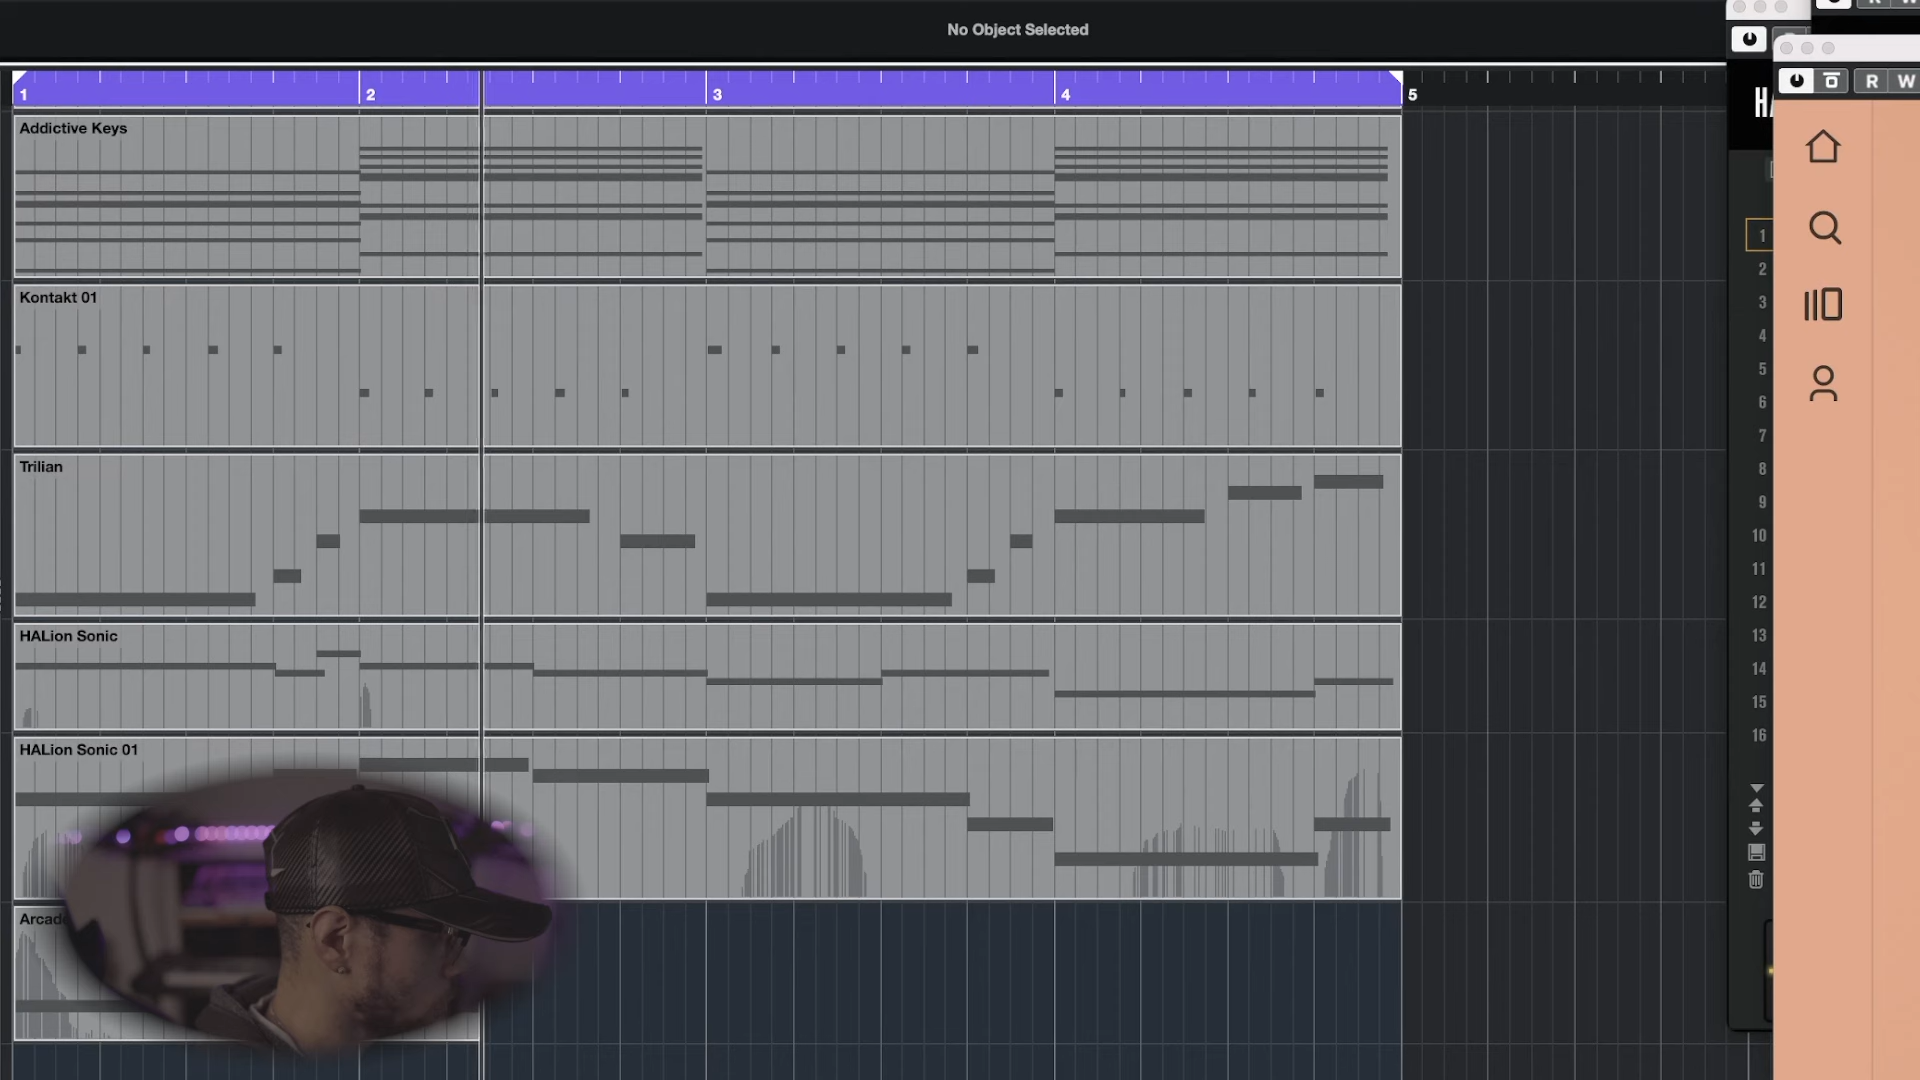 No Object Selected
R W
R W
1 2 3 4 5
Addictive Keys
Kontakt 01
Trilian
HALion Sonic
HALion Sonic 01
Arcade
1
2
3
4
5
6
7
8
9
10
11
12
13
14
15
16